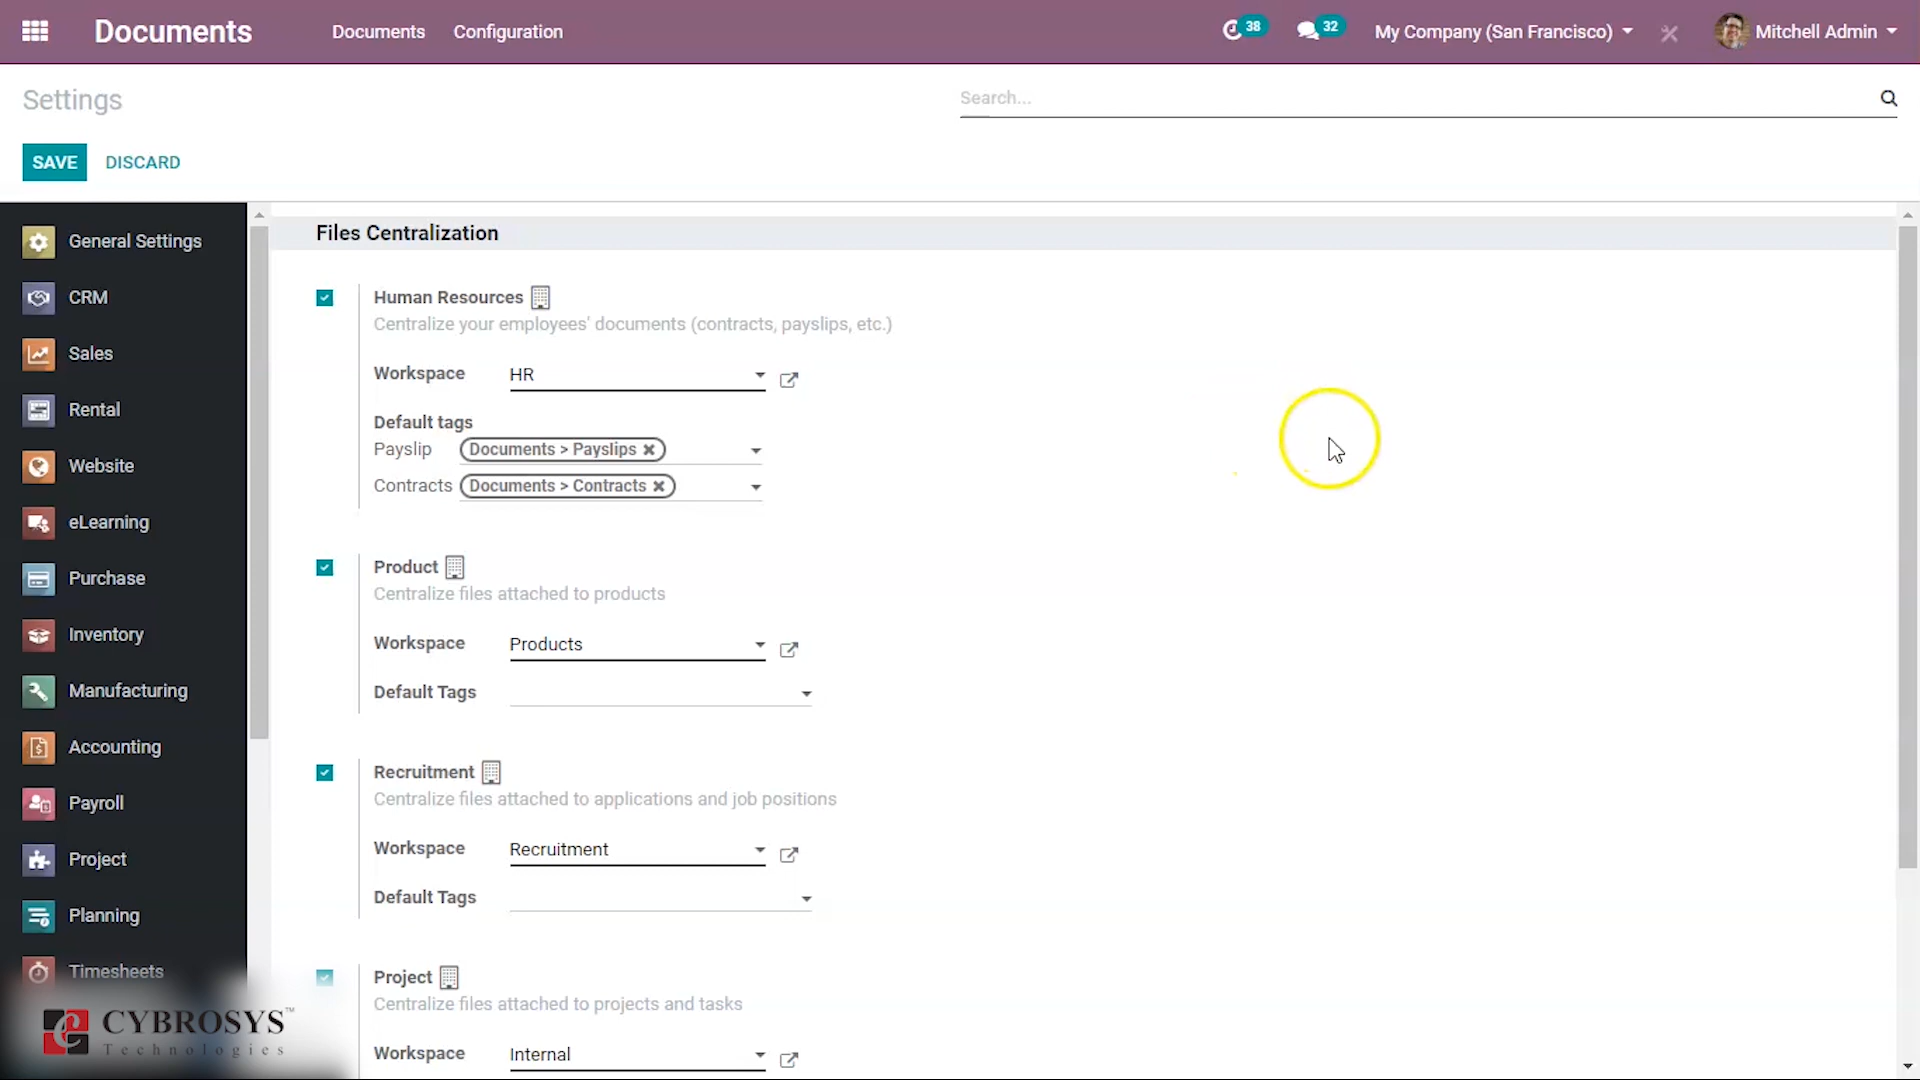 Documents
Documents
Configuration
38
32
My Company (San Francisco)
Mitchell Admin
Settings
Search...
SAVE
DISCARD
General Settings
CRM
Sales
Rental
Website
eLearning
Purchase
Inventory
Manufacturing
Accounting
Payroll
Project
Planning
Timesheets
Files Centralization
Human Resources
Centralize your employees' documents (contracts, payslips, etc.)
Workspace HR
Default tags
Payslip Documents > Payslips
Contracts Documents > Contracts
Product
Centralize files attached to products
Workspace Products
Default Tags
Recruitment
Centralize files attached to applications and job positions
Workspace Recruitment
Default Tags
Project
Centralize files attached to projects and tasks
Workspace Internal
CYBROSYS™
Technologies